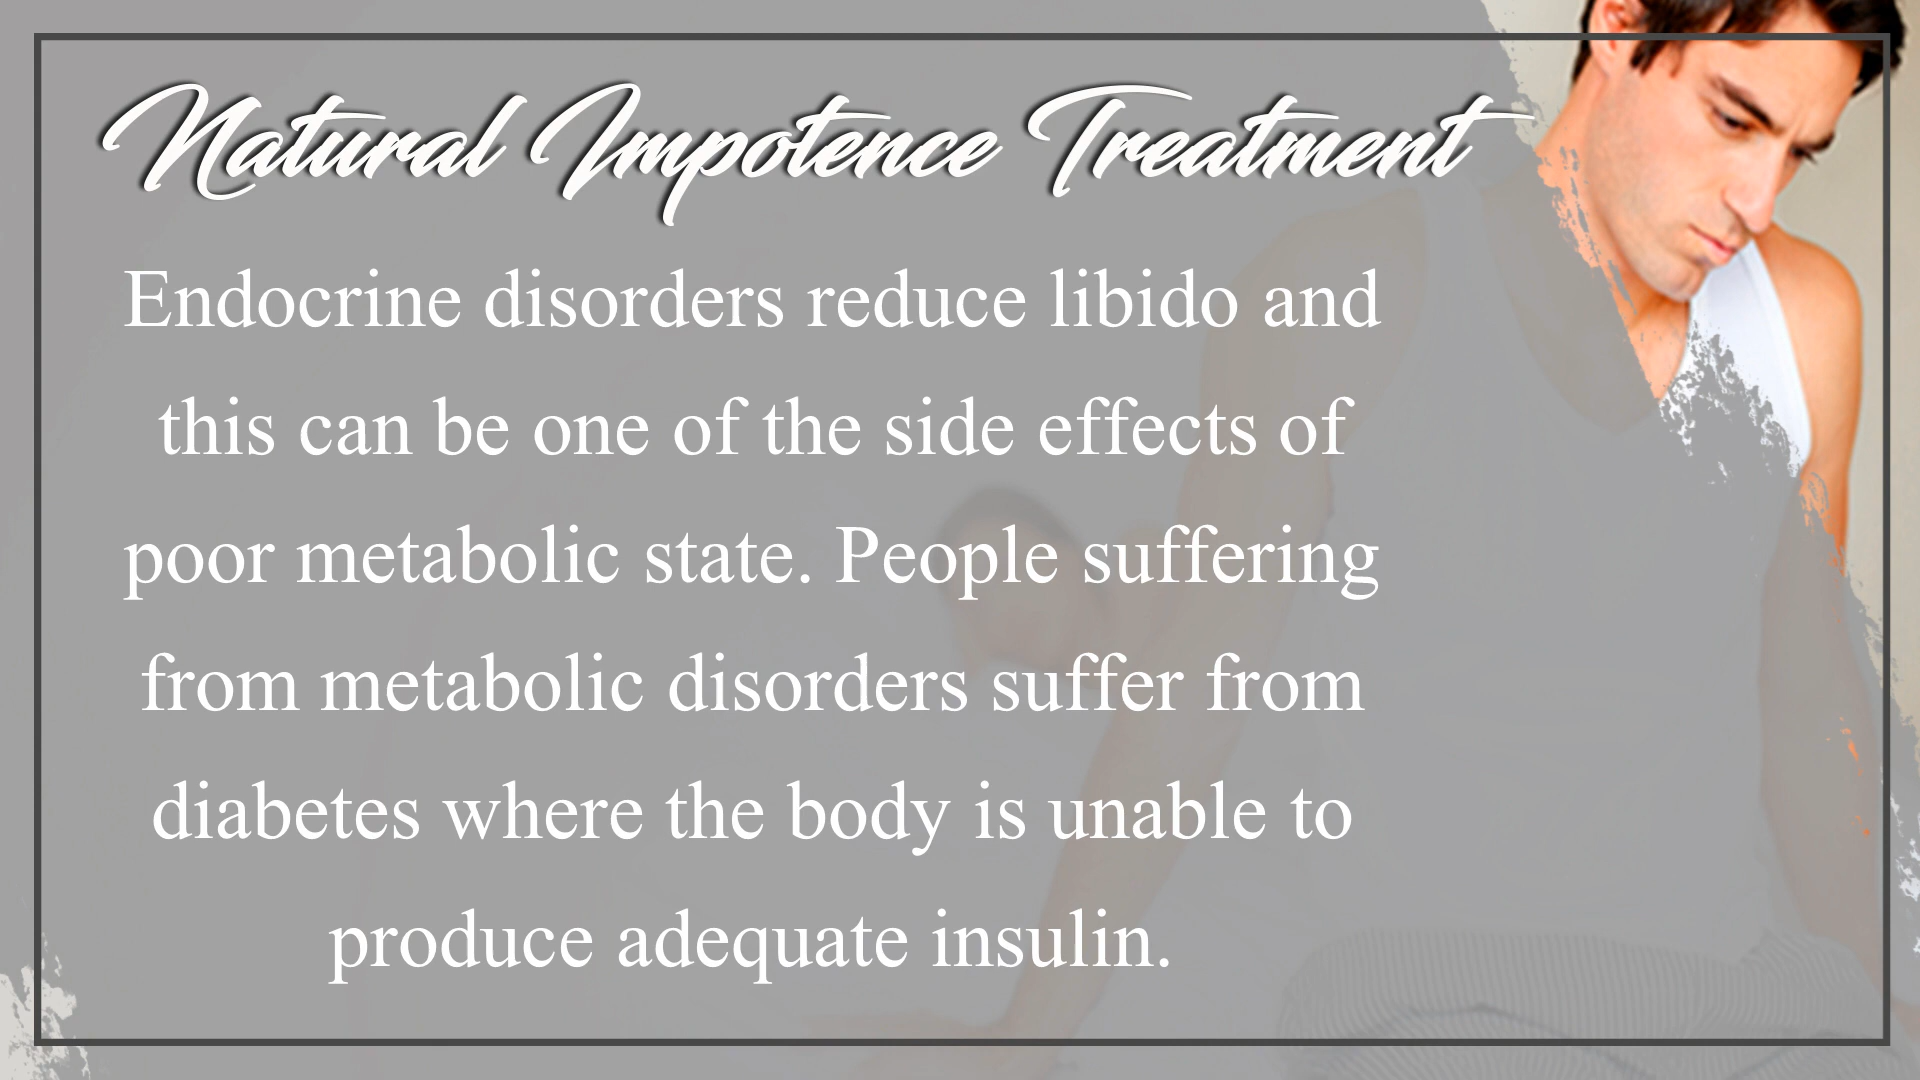 Natural Impotence Treatment
Endocrine disorders reduce libido and
this can be one of the side effects of
poor metabolic state. People suffering
from metabolic disorders suffer from
diabetes where the body is unable to
produce adequate insulin.